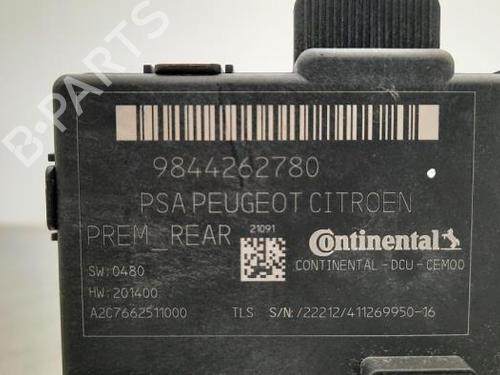 9844262780
PSA PEUGEOT CITROEN
PREM_REAR 21091
Continental
SW:0480 CONTINENTAL - DCU - CEM00
HW:201400
A2C7662511000 TLS S/N:/22212/411269950-16
B-PARTS